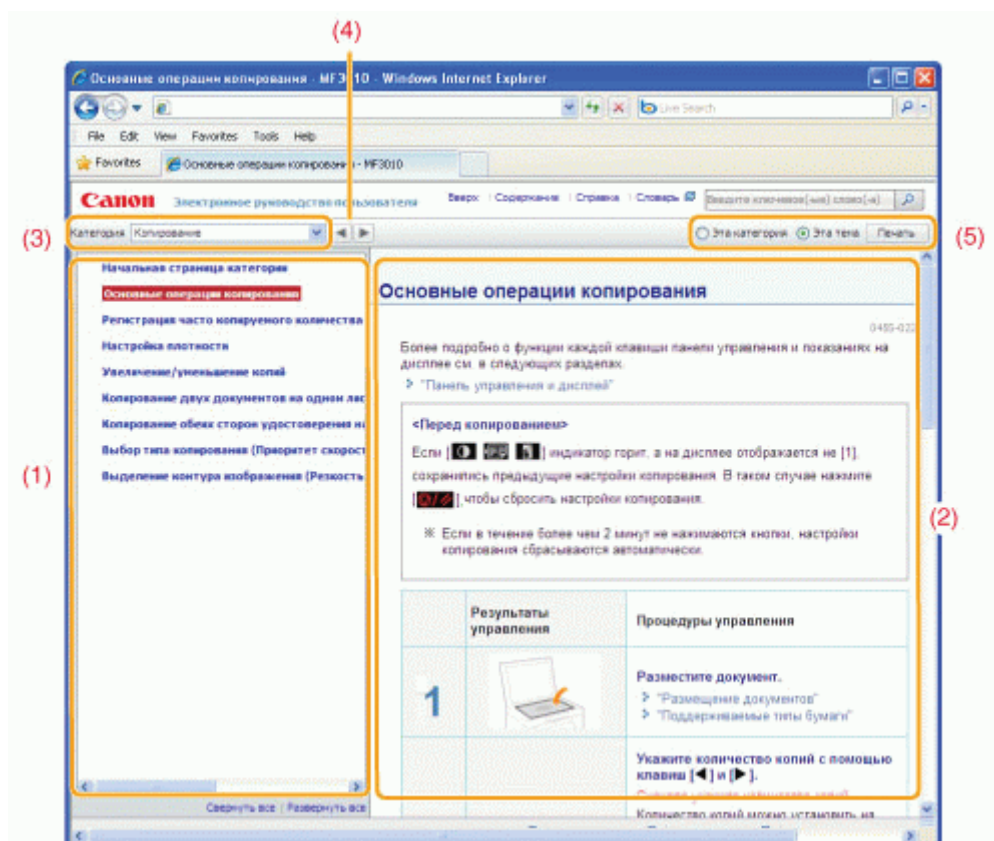 (4)
Основные операции копирования - MF3010 - Windows Internet Explorer
Live Search
File Edit View Favorites Tools Help
Favorites Основные операции копирования - MF3010
Canon Электронное руководство пользователя Вверх Содержание Справка Словарь Введите ключевое(-ые) слово(-а)
(3)
Категория Копирование
Эта категория Эта тема Печать
(5)
(1)
Начальная страница категории
Основные операции копирования
Регистрация часто копируемого количества
Настройка плотности
Увеличение/уменьшение копий
Копирование двух документов на одном лис
Копирование обеих сторон удостоверения на
Выбор типа копирования (Приоритет скорост
Выделение контура изображения (Резкость
Свернуть все | Развернуть все
(2)
Основные операции копирования
0455-022
Более подробно о функции каждой клавиши панели управления и показаниях на
дисплее см. в следующих разделах.
"Панель управления и дисплей"
<Перед копированием>
Если [ ] индикатор горит, а на дисплее отображается не [1],
сохранились предыдущие настройки копирования. В таком случае нажмите
[ ], чтобы сбросить настройки копирования.
※ Если в течение более чем 2 минут не нажимаются кнопки, настройки
копирования сбрасываются автоматически.
Результаты
управления
Процедуры управления
1
Разместите документ.
"Размещение документов"
"Поддерживаемые типы бумаги"
Укажите количество копий с помощью
клавиш [◀] и [▶].
Количество копий можно установить на